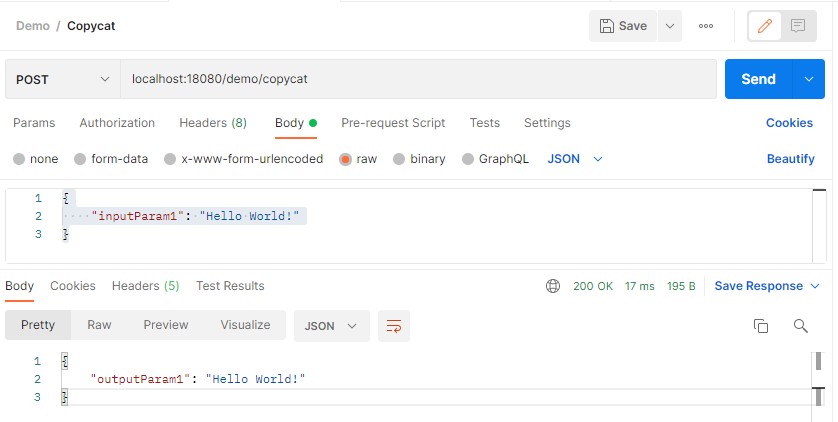 Demo / Copycat Save
POST localhost:18080/demo/copycat Send
Params Authorization Headers (8) Body Pre-request Script Tests Settings Cookies
none form-data x-www-form-urlencoded raw binary GraphQL JSON Beautify
1 {
2 "inputParam1": "Hello World!"
3 }
Body Cookies Headers (5) Test Results 200 OK 17 ms 195 B Save Response
Pretty Raw Preview Visualize JSON
1 {
2 "outputParam1": "Hello World!"
3 }